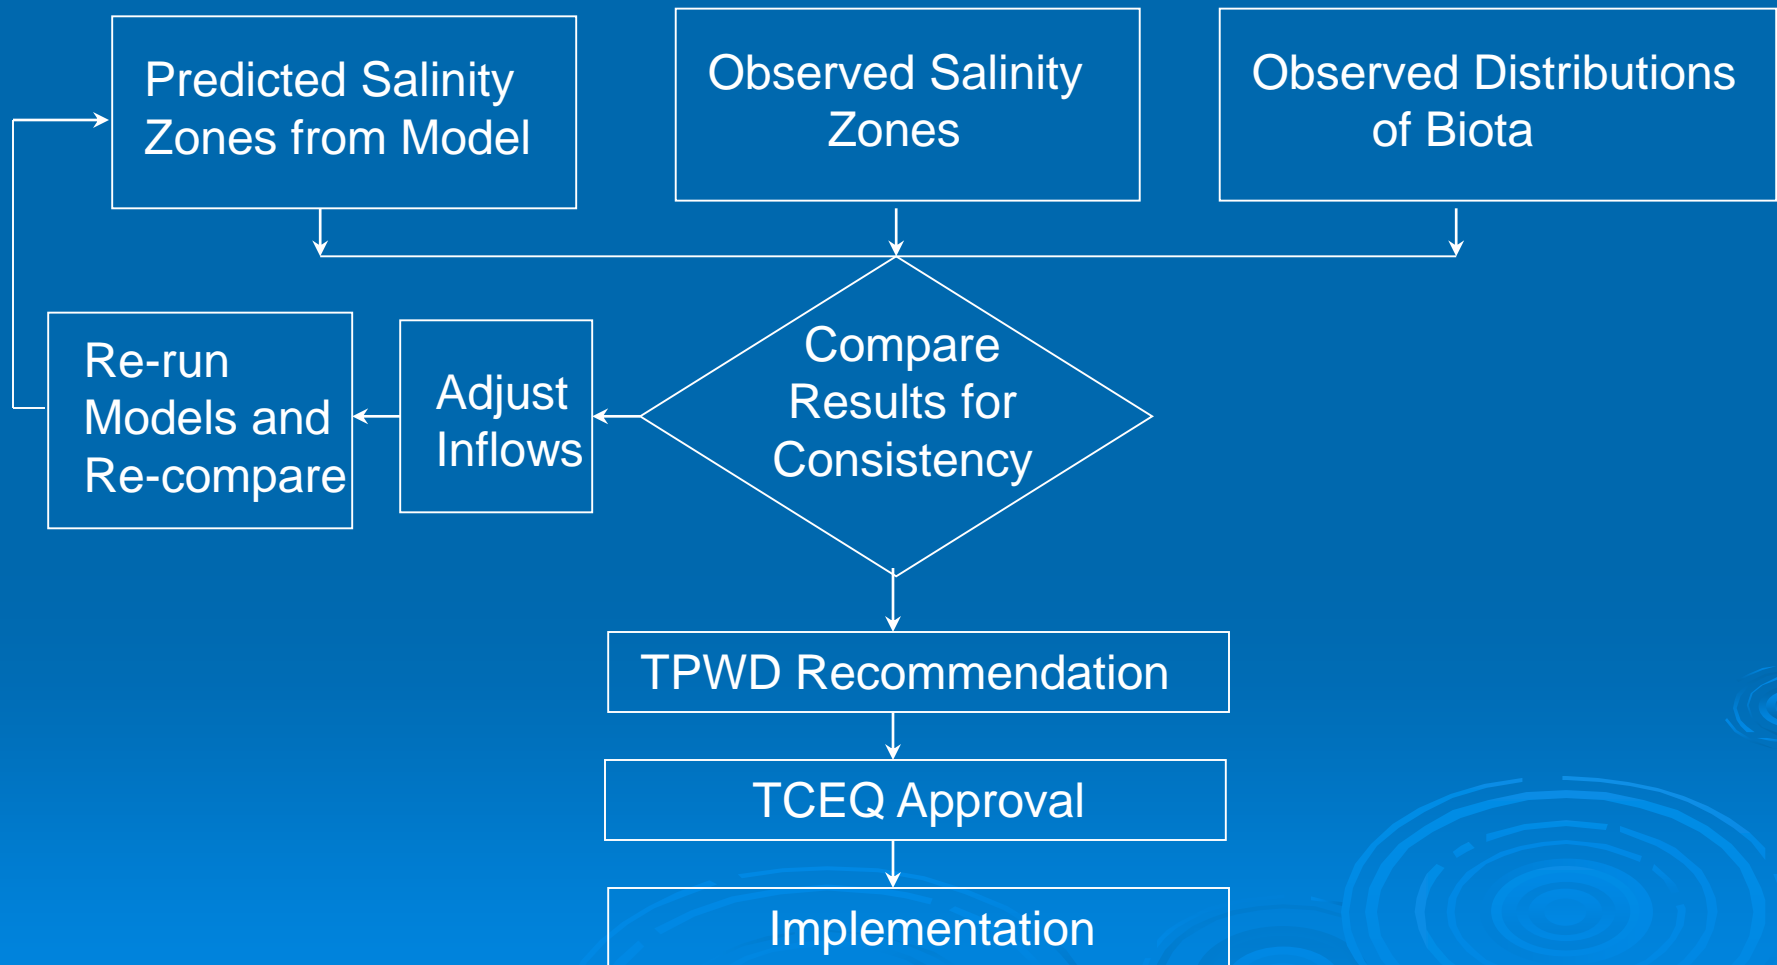 Predicted Salinity
Zones from Model
Observed Salinity
Zones
Observed Distributions
of Biota
Re-run
Models and
Re-compare
Adjust
Inflows
Compare
Results for
Consistency
TPWD Recommendation
TCEQ Approval
Implementation